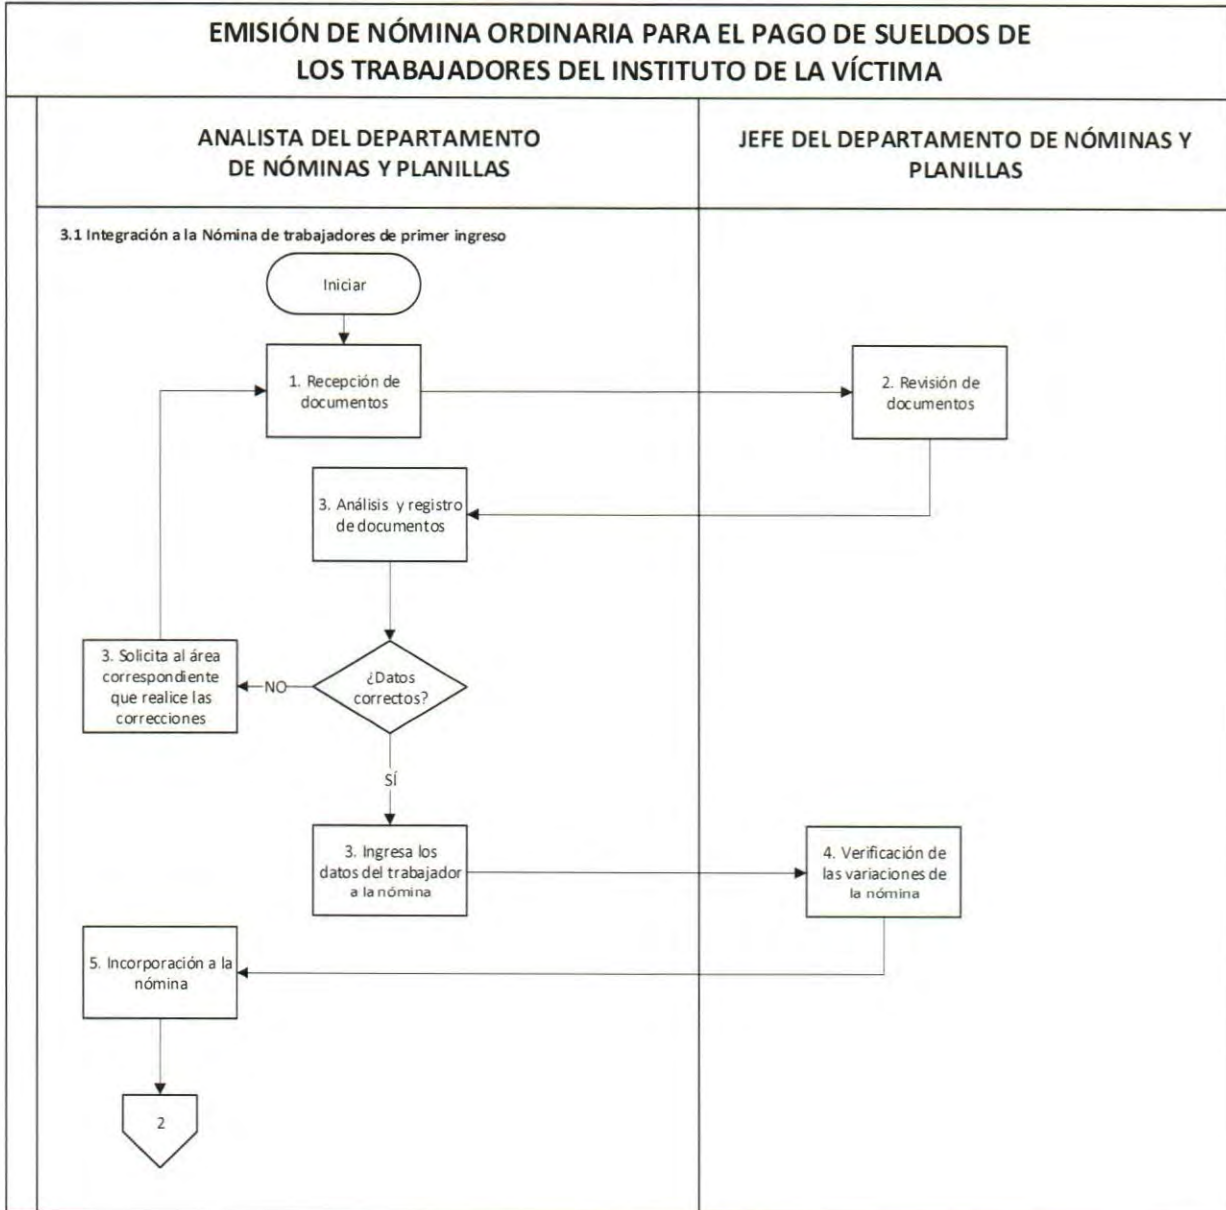 EMISIÓN DE NÓMINA ORDINARIA PARA EL PAGO DE SUELDOS DE
LOS TRABAJADORES DEL INSTITUTO DE LA VÍCTIMA
ANALISTA DEL DEPARTAMENTO
DE NÓMINAS Y PLANILLAS
JEFE DEL DEPARTAMENTO DE NÓMINAS Y
PLANILLAS
3.1 Integración a la Nómina de trabajadores de primer ingreso
Iniciar
1. Recepción de
documentos
2. Revisión de
documentos
3. Análisis y registro
de documentos
3. Solicita al área
correspondiente
que realice las
correcciones
NO
¿Datos
correctos?
SÍ
3. Ingresa los
datos del trabajador
a la nómina
4. Verificación de
las variaciones de
la nómina
5. Incorporación a la
nómina
2